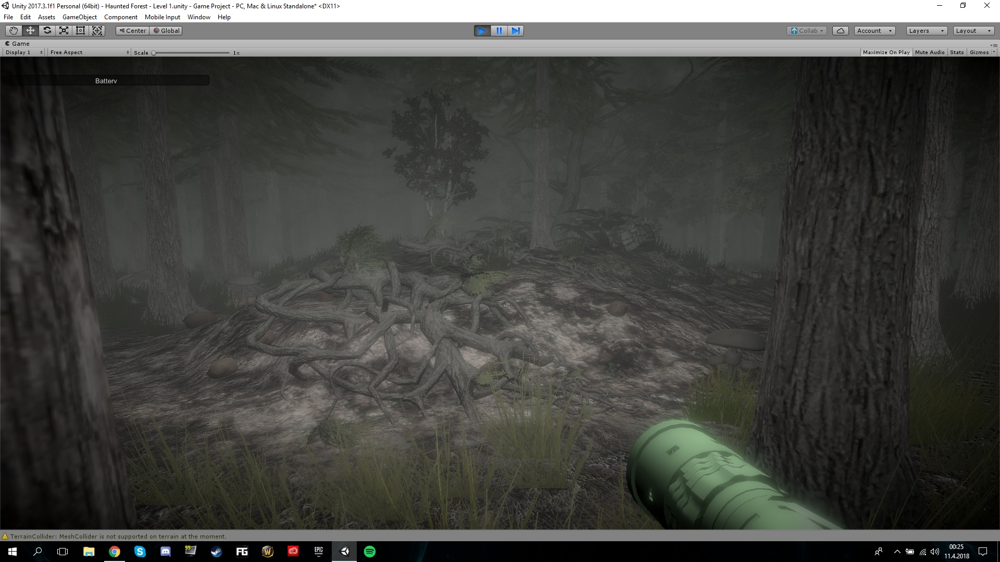 Unity 2017.3.1f1 Personal (64bit) - Haunted Forest - Level 1.unity - Game Project - PC, Mac & Linux Standalone* <DX11>
File Edit Assets GameObject Component Mobile Input Window Help
Center Global Collab Account Layers Layout
Game
Display 1 Free Aspect Scale 1x Maximize On Play Mute Audio Stats Gizmos
Battery
TerrainCollider: MeshCollider is not supported on terrain at the moment.
99+
FG
EPIC
GAMES
00:25
11.4.2018